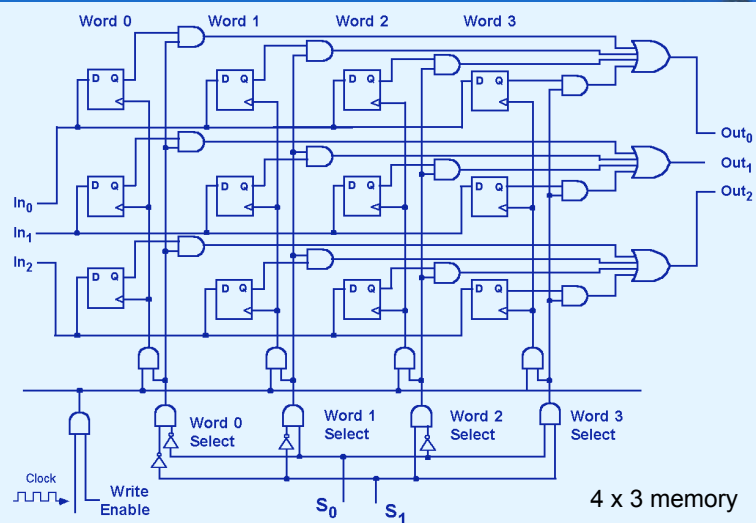 Word 0 Word 1 Word 2 Word 3
D Q D Q D Q D Q
Out₀
In₀ D Q D Q D Q D Q Out₁
Out₂
In₁
In₂ D Q D Q D Q D Q
Word 0 Select
Word 1 Select
Word 2 Select
Word 3 Select
Clock
Write Enable
S₀ S₁
4 x 3 memory